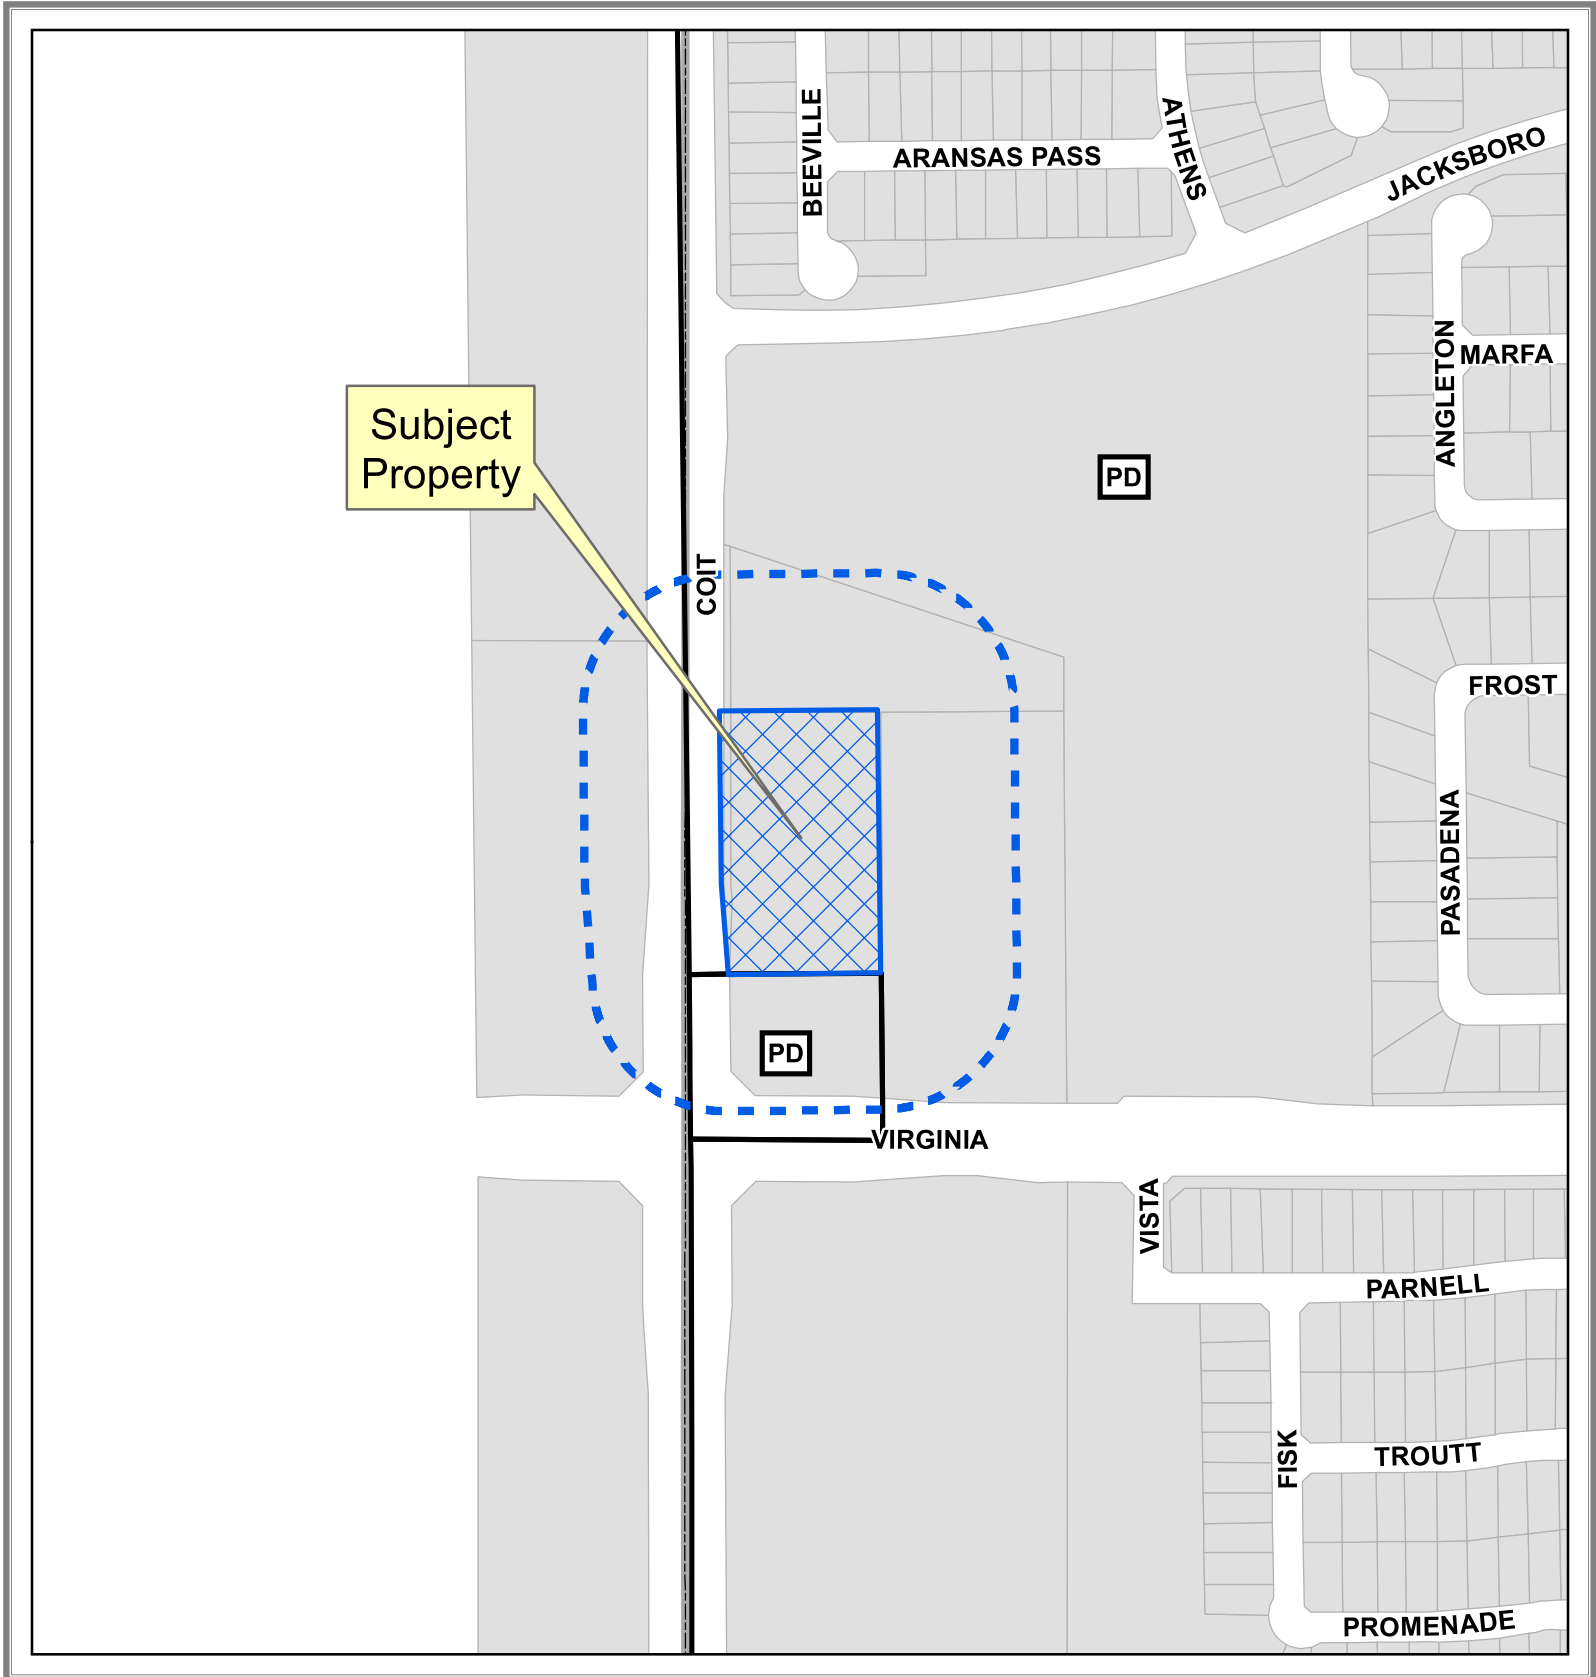 BEEVILLE
ARANSAS PASS
ATHENS
JACKSBORO
ANGLETON
MARFA
Subject
Property
PD
COIT
FROST
PASADENA
PD
VIRGINIA
VISTA
PARNELL
FISK
TROUTT
PROMENADE